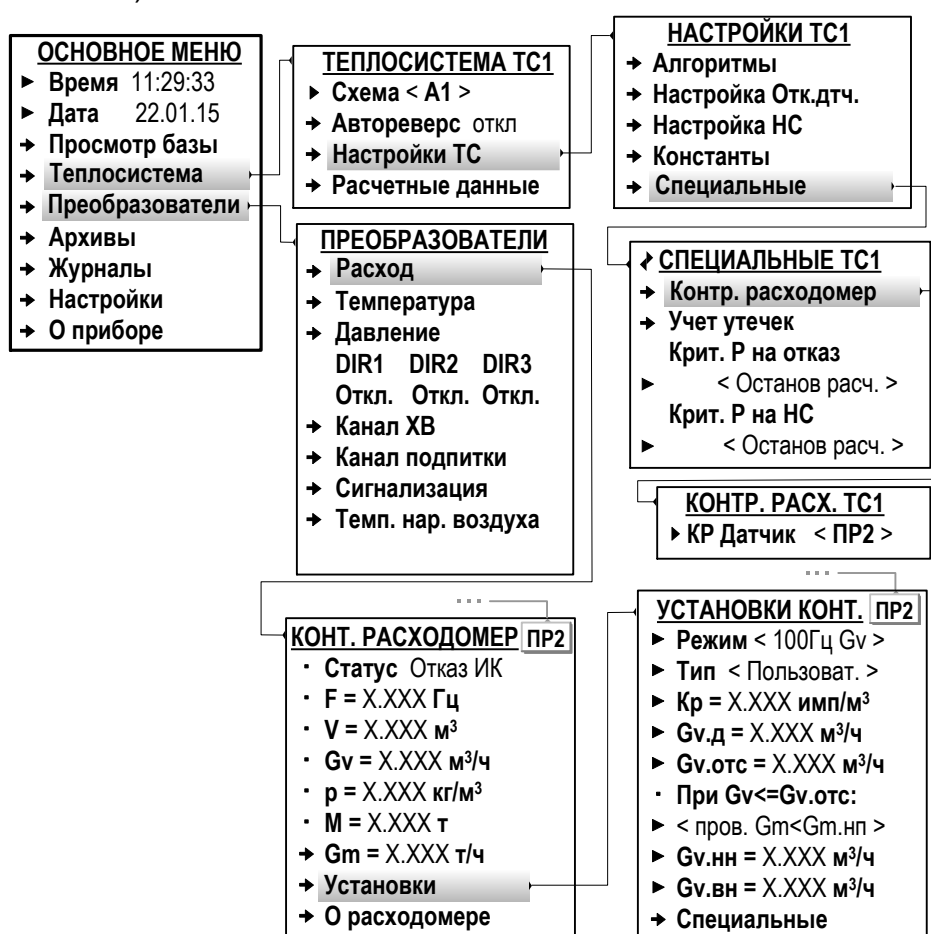 ОСНОВНОЕ МЕНЮ
► Время 11:29:33
► Дата 22.01.15
→ Просмотр базы
→ Теплосистема
→ Преобразователи
→ Архивы
→ Журналы
→ Настройки
→ О приборе
ТЕПЛОСИСТЕМА ТС1
► Схема < А1 >
→ Автореверс откл
→ Настройки ТС
→ Расчетные данные
НАСТРОЙКИ ТС1
→ Алгоритмы
→ Настройка Отк.дтч.
→ Настройка НС
→ Константы
→ Специальные
ПРЕОБРАЗОВАТЕЛИ
→ Расход
→ Температура
→ Давление
DIR1 DIR2 DIR3
Откл. Откл. Откл.
→ Канал ХВ
→ Канал подпитки
→ Сигнализация
→ Темп. нар. воздуха
СПЕЦИАЛЬНЫЕ ТС1
→ Контр. расходомер
→ Учет утечек
Крит. Р на отказ
► < Останов расч. >
Крит. Р на НС
► < Останов расч. >
КОНТР. РАСХ. ТС1
► КР Датчик < ПР2 >
КОНТ. РАСХОДОМЕР ПР2
· Статус Отказ ИК
· F = X.XXX Гц
· V = X.XXX м³
· Gv = X.XXX м³/ч
· p = X.XXX кг/м³
· M = X.XXX т
→ Gm = X.XXX т/ч
→ Установки
→ О расходомере
УСТАНОВКИ КОНТ. ПР2
► Режим < 100Гц Gv >
► Тип < Пользоват. >
► Кр = X.XXX имп/м³
► Gv.д = X.XXX м³/ч
► Gv.отс = X.XXX м³/ч
· При Gv<=Gv.отс:
► < пров. Gm<Gm.нп >
► Gv.нн = X.XXX м³/ч
► Gv.вн = X.XXX м³/ч
→ Специальные